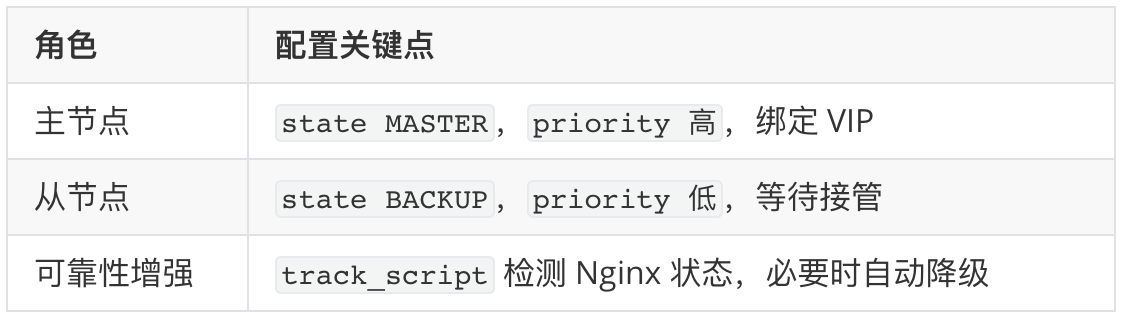 角色 配置关键点
主节点 state MASTER，priority 高，绑定 VIP
从节点 state BACKUP，priority 低，等待接管
可靠性增强 track_script 检测 Nginx 状态，必要时自动降级